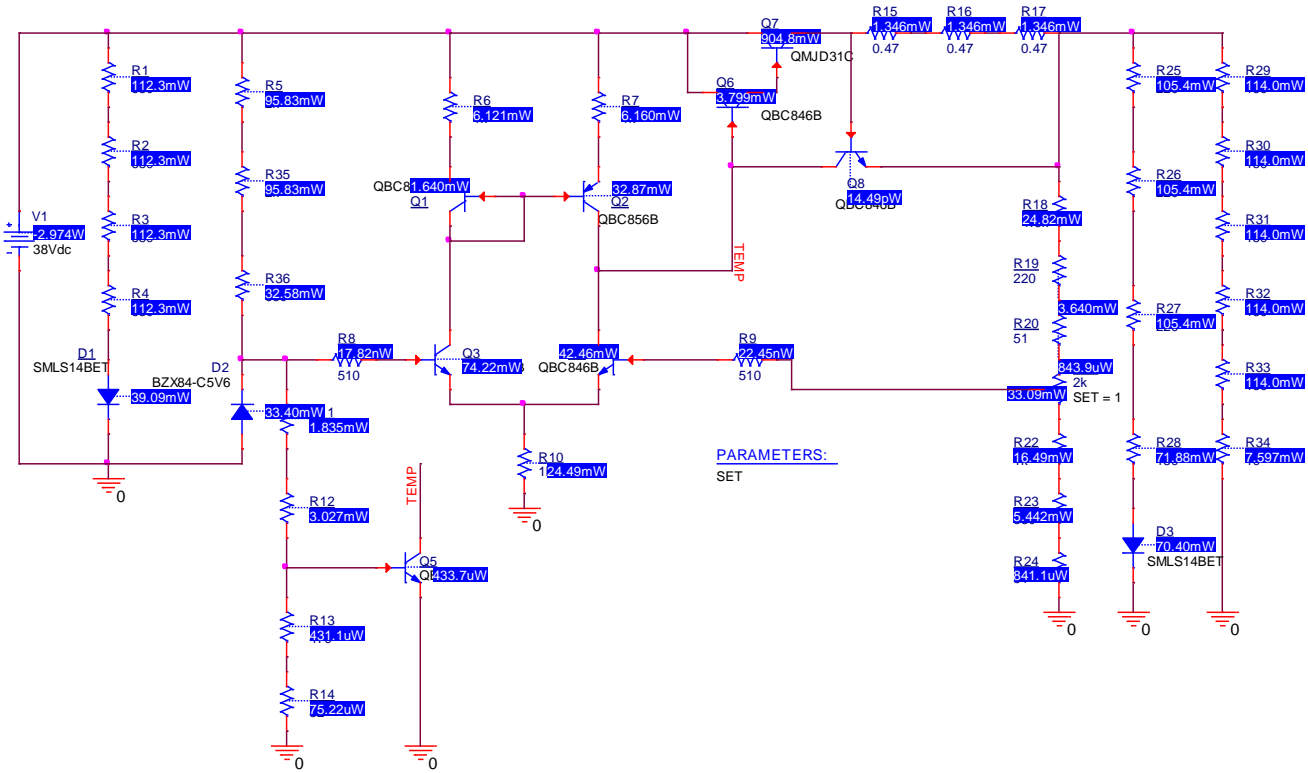 R15 R16 R17
1.346mW 1.346mW 1.346mW
0.47 0.47 0.47
Q7
904.8mW
QMJD31C
R1
112.3mW
R5
95.83mW
R25
105.4mW
R29
114.0mW
Q6
3.799mW
QBC846B
R6
6.121mW
R7
6.160mW
R2
112.3mW
R35
95.83mW
R30
114.0mW
R26
105.4mW
1.640mW
Q1
32.87mW
Q2
QBC856B
Q8
14.49pW
V1
-2.974W
38Vdc
R3
112.3mW
R18
24.82mW
R31
114.0mW
TEMP
R19
220
R4
112.3mW
R36
32.58mW
3.640mW
R20
51
R27
105.4mW
R32
114.0mW
D1
SMLS14BET
39.09mW
D2
BZX84-C5V6
33.40mW
1
1.835mW
R8
17.82nW
510
Q3
74.22mW
42.46mW
QBC846B
R9
22.45nW
510
843.9uW
2k
33.09mW
SET = 1
R33
114.0mW
R22
16.49mW
R28
71.88mW
R34
7.597mW
R10
124.49mW
PARAMETERS:
SET
TEMP
0
R12
3.027mW
0
R23
5.442mW
D3
70.40mW
SMLS14BET
Q5
433.7uW
R24
841.1uW
R13
431.1uW
0 0 0
R14
75.22uW
0 0